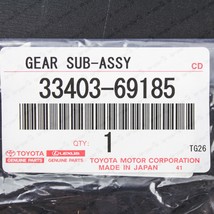 GEAR SUB-ASSY CD
33403-69185
QTY
1
TG26
TOYOTA LEXUS
GENUINE PARTS GENUINE PARTS
TOYOTA MOTOR CORPORATION
MADE IN JAPAN 41